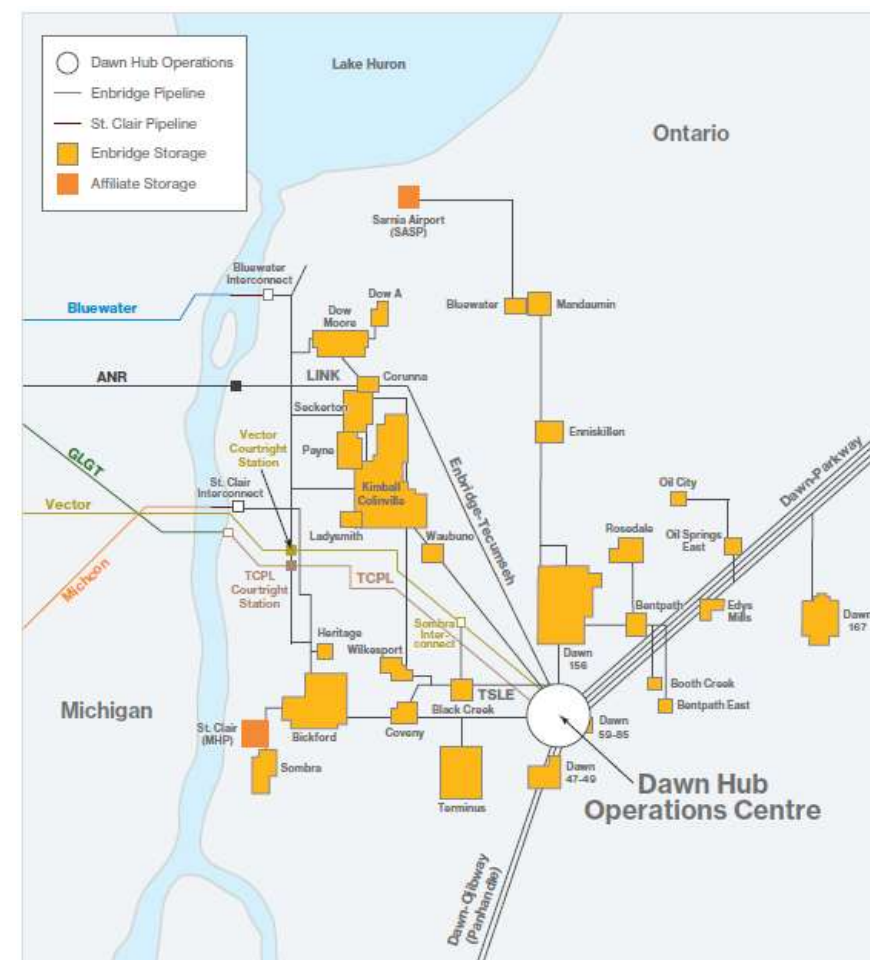 Dawn Hub Operations
Enbridge Pipeline
St. Clair Pipeline
Enbridge Storage
Affiliate Storage
Lake Huron
Ontario
Sarnia Airport
(SASP)
Bluewater
Interconnect
Dow A
Bluewater
Mandaumin
Bluewater
Dow
Moore
ANR
LINK
Corunna
Seckerton
Vector
Courtright
Station
Payne
Enniskillen
GLGT
St. Clair
Interconnect
Kimball
Colinville
Enbridge-Tecumseh
Oil City
Dawn-Parkway
Vector
Ladysmith
Waubuno
Rosedale
Oil Springs
East
Michcon
TCPL
Courtright
Station
TCPL
Sombra
Inter-
connect
Bentpath
Edys
Mills
Dawn
167
Heritage
Wilkesport
Dawn
156
Michigan
TSLE
Booth Creek
Black Creek
Bentpath East
St. Clair
(MHP)
Bickford
Coveny
Dawn
59-85
Sombra
Terminus
Dawn
47-49
Dawn Hub
Operations Centre
Dawn-Ojibway
(Panhandle)